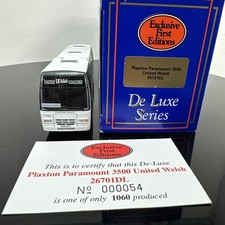 Exclusive
First
Editions
Plaxton Paramount 3500
United Welsh
26701DL
De Luxe
Series
Welsh
Exclusive
First
Editions
This is to certify that this De-Luxe
Plaxton Paramount 3500 United Welsh
26701DL
Nº 000054
is one of only 1060 produced